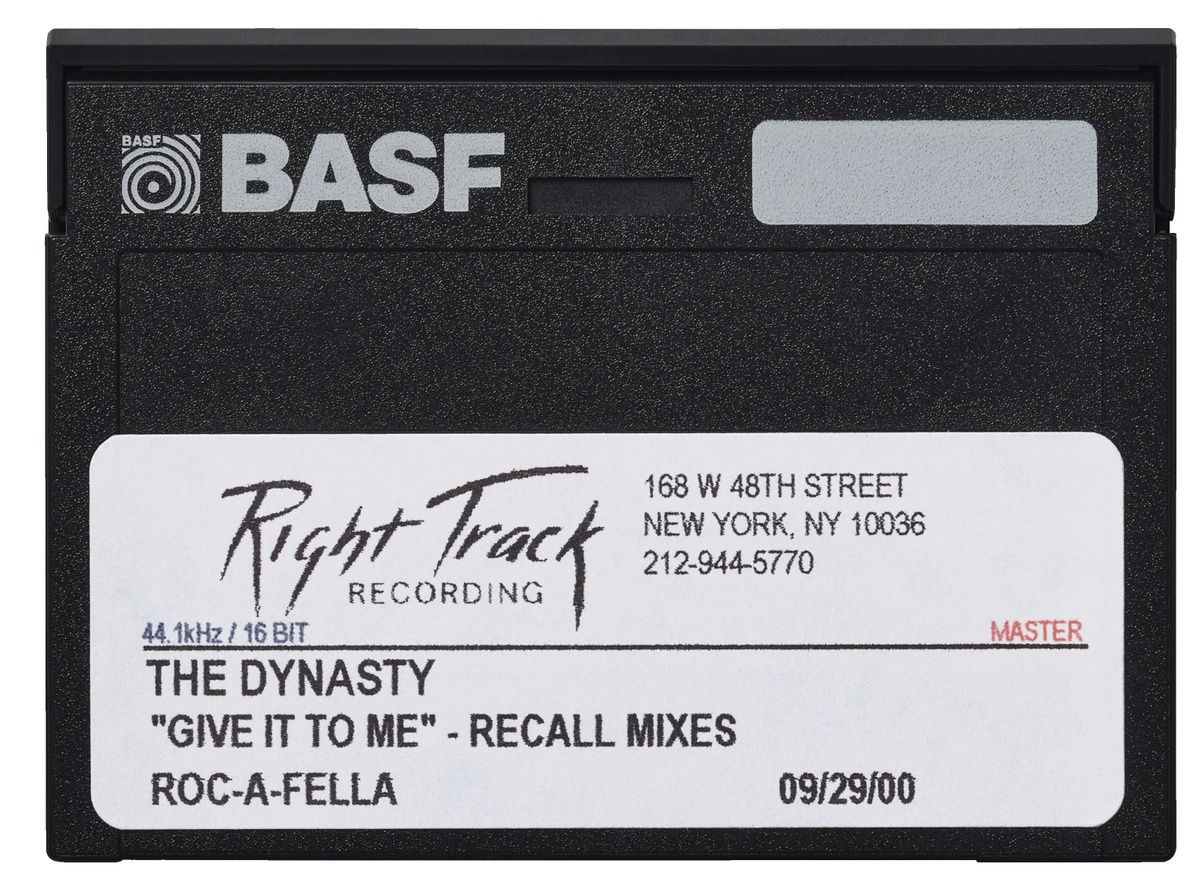 BASF
BASF
Right Track
RECORDING
168 W 48TH STREET
NEW YORK, NY 10036
212-944-5770
44.1kHz / 16 BIT
MASTER
THE DYNASTY
"GIVE IT TO ME" - RECALL MIXES
ROC-A-FELLA
09/29/00